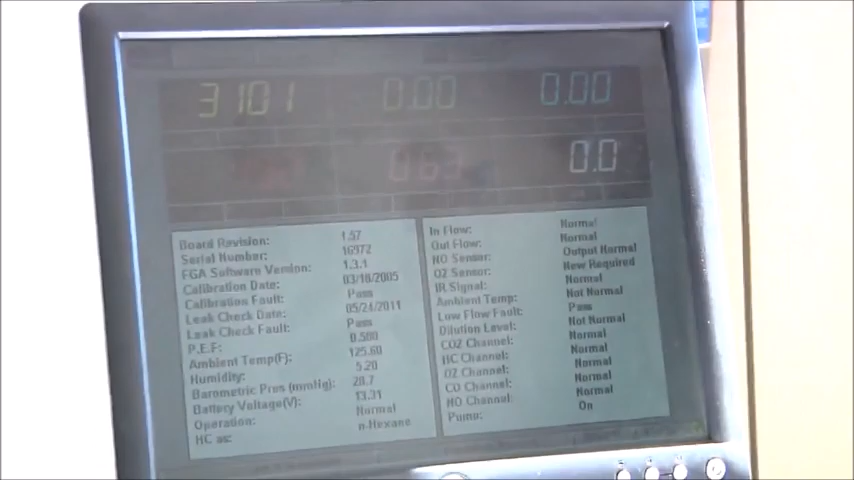 3101 0.00 0.00
0.0
Board Revision: 1.57
Serial Number: 16972
FGA Software Version: 1.3.1
Calibration Date: 03/18/2005
Calibration Fault: Pass
Leak Check Date: 05/24/2011
Leak Check Fault: Pass
P.E.F.: 0.580
Ambient Temp(F: 125.60
Humidity: 5.20
Barometric Pres (mmHg): 28.7
Battery Voltage(V): 13.31
Operation: Normal
HC as: n-Hexane
In Flow: Normal
Out Flow: Normal
NO Sensor: Output Normal
O2 Sensor: New Required
IR Signal: Normal
Ambient Temp: Not Normal
Low Flow Fault: Pass
Dilution Level: Not Normal
CO2 Channel: Normal
HC Channel: Normal
O2 Channel: Normal
CO Channel: Normal
NO Channel: Normal
Pump: On